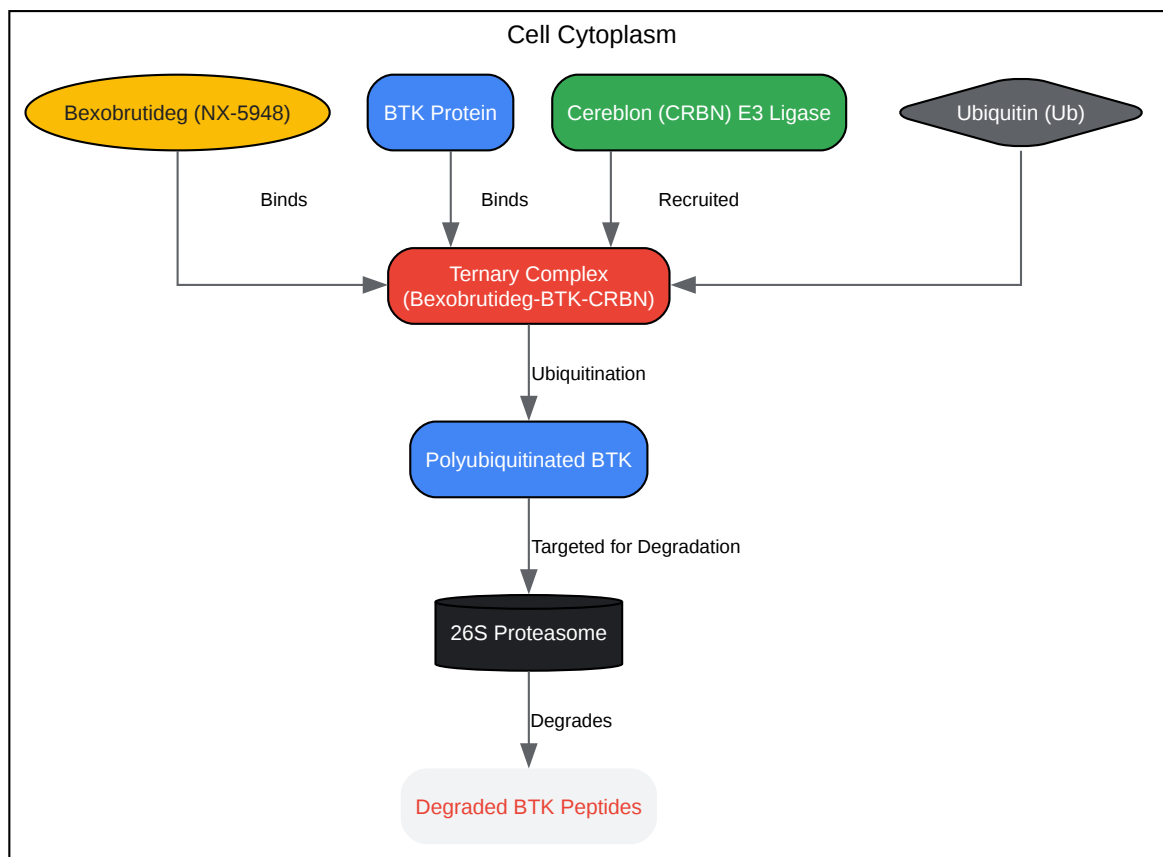 Cell Cytoplasm
Bexobrutideg (NX-5948)
BTK Protein
Cereblon (CRBN) E3 Ligase
Ubiquitin (Ub)
Binds
Binds
Recruited
Ternary Complex
(Bexobrutideg-BTK-CRBN)
Ubiquitination
Polyubiquitinated BTK
Targeted for Degradation
26S Proteasome
Degrades
Degraded BTK Peptides